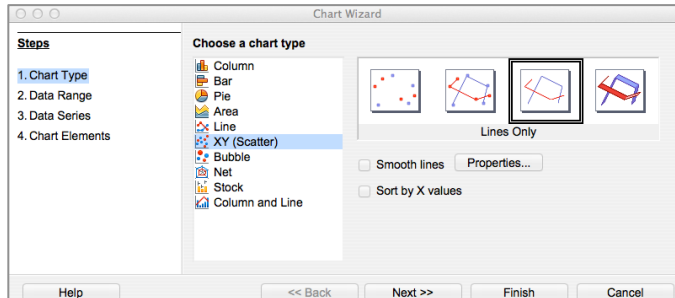 Chart Wizard
Steps
1. Chart Type
2. Data Range
3. Data Series
4. Chart Elements
Choose a chart type
Column
Bar
Pie
Area
Line
XY (Scatter)
Bubble
Net
Stock
Column and Line
Lines Only
Smooth lines
Properties...
Sort by X values
Help
<< Back
Next >>
Finish
Cancel